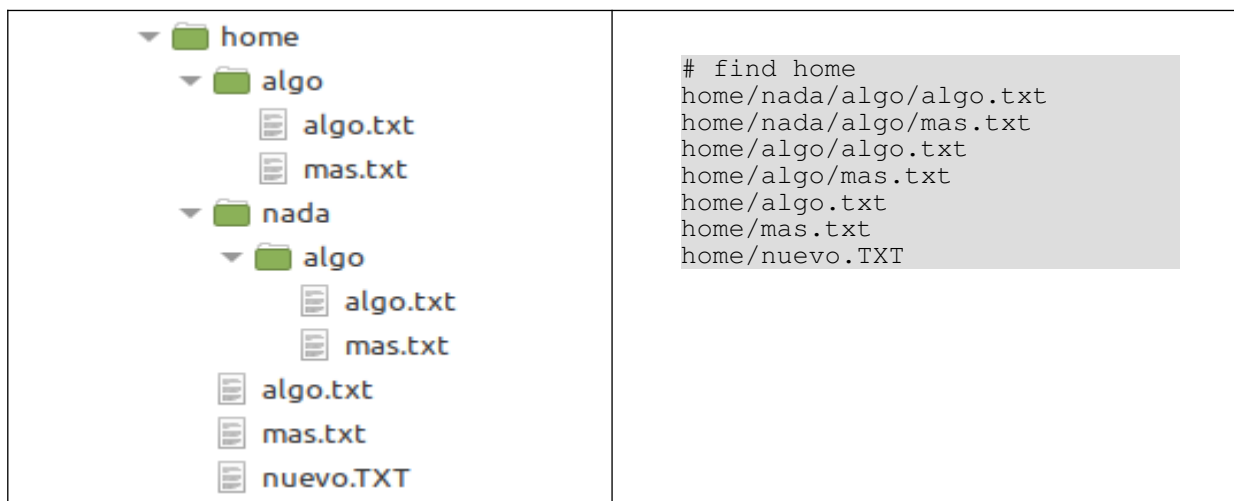 home
algo
algo.txt
mas.txt
nada
algo
algo.txt
mas.txt
algo.txt
mas.txt
nuevo.TXT
# find home
home/nada/algo/algo.txt
home/nada/algo/mas.txt
home/algo/algo.txt
home/algo/mas.txt
home/algo.txt
home/mas.txt
home/nuevo.TXT